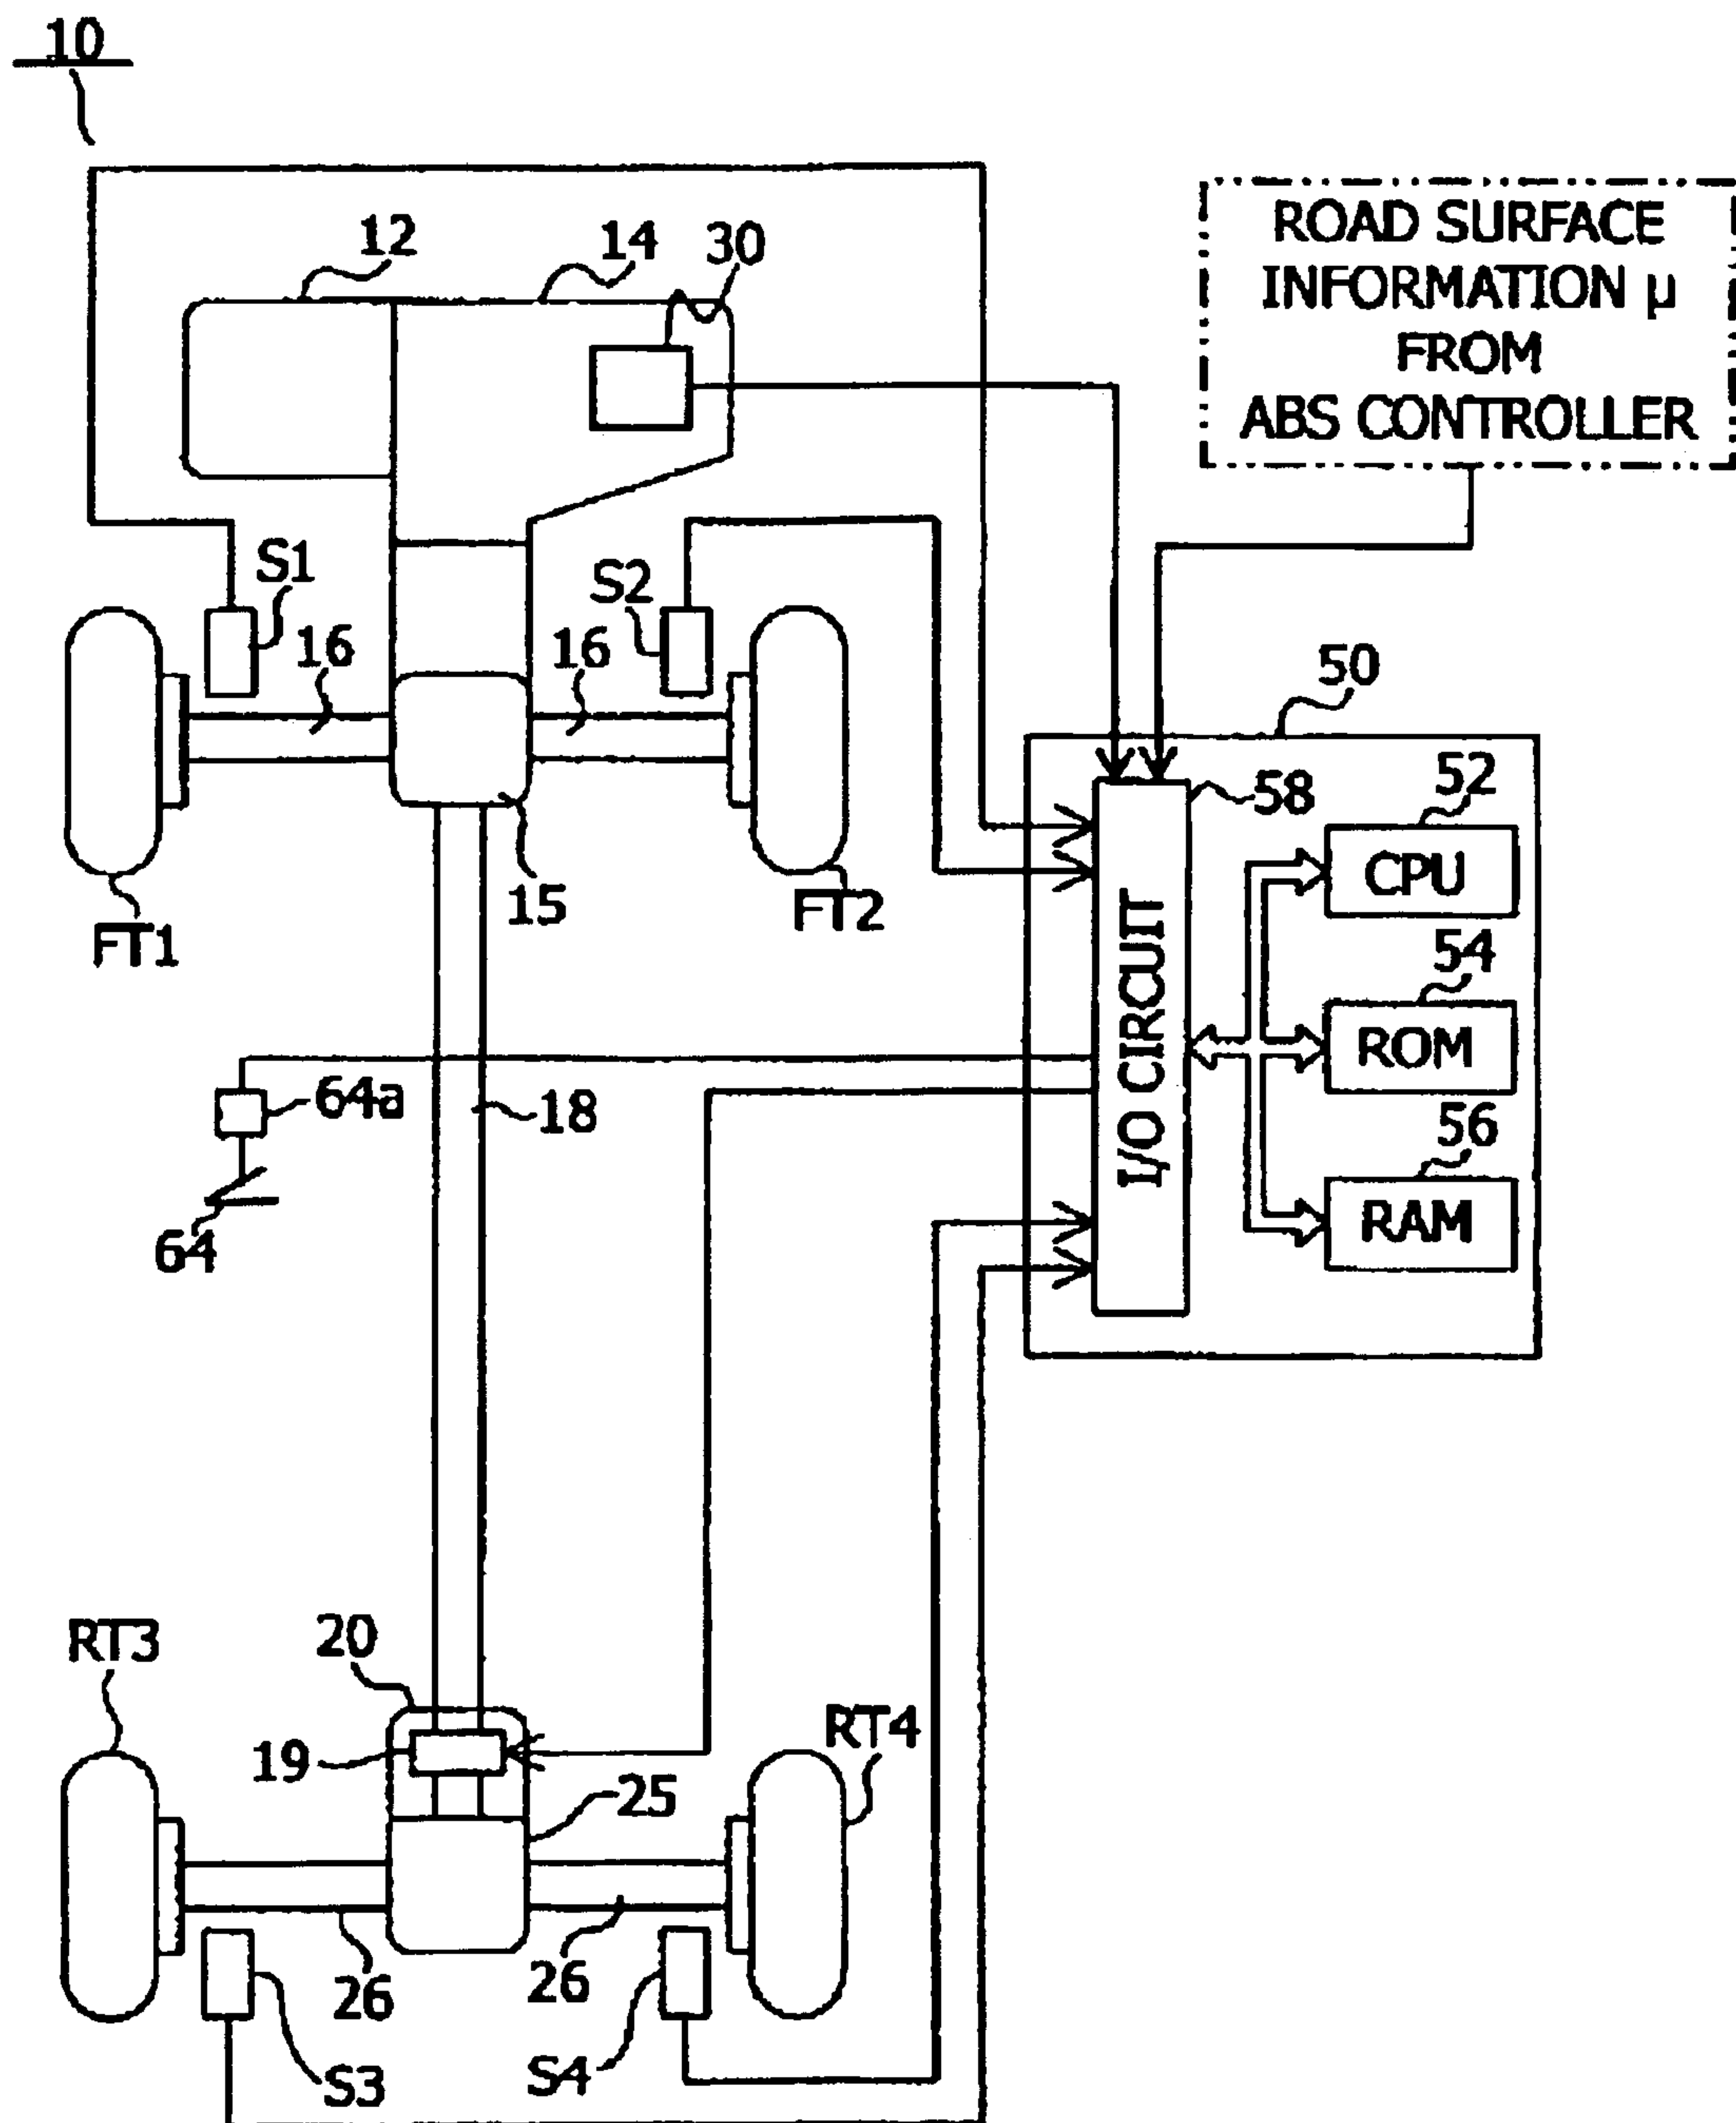 10
12
14
30
ROAD SURFACE
INFORMATION μ
FROM
ABS CONTROLLER
S1
S2
16
16
50
58
52
CPU
15
FT2
FT1
54
I/O CIRCUIT
ROM
64a
18
56
RAM
64
RT3
20
RT4
19
25
26
26
S3
S4